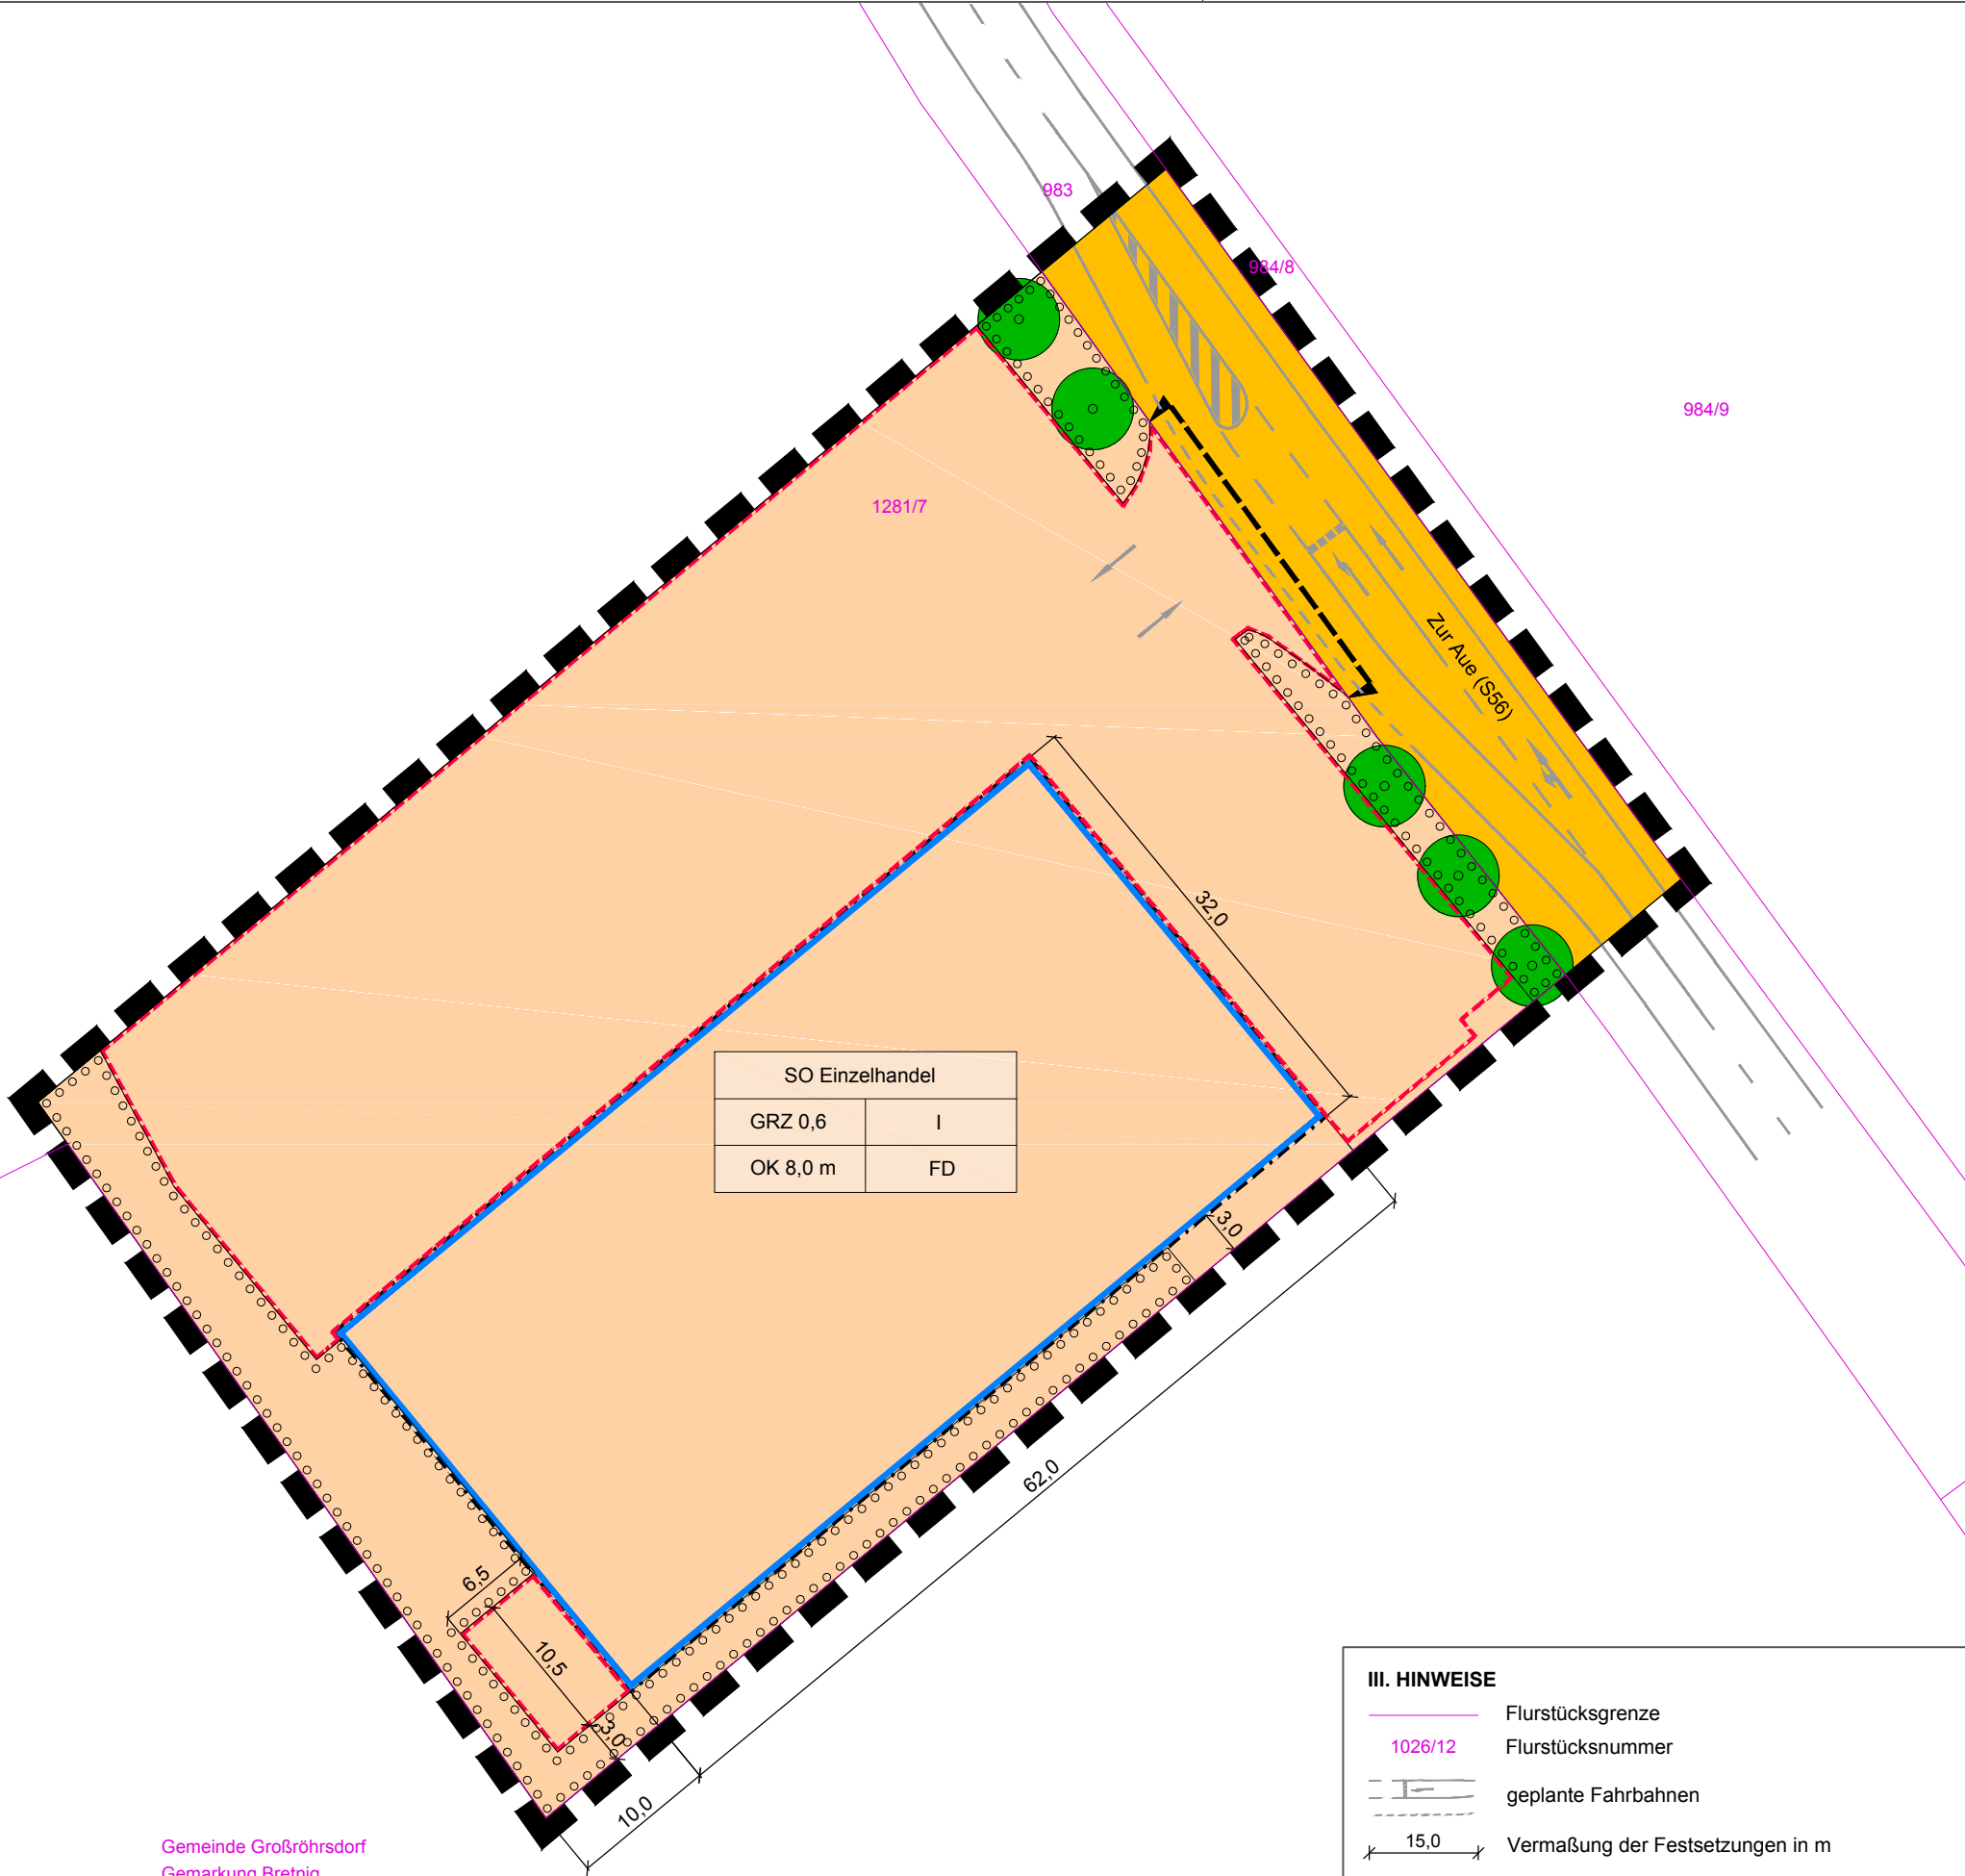 983
984/8
984/9
1281/7
Zur Aue (S56)
32,0
SO Einzelhandel
GRZ 0,6 I
OK 8,0 m FD
3,0
62,0
6,5
10,5
3,0
10,0
III. HINWEISE
Flurstücksgrenze
1026/12 Flurstücksnummer
geplante Fahrbahnen
15,0 Vermaßung der Festsetzungen in m
Gemeinde Großröhrsdorf
Gemarkung Bretnig